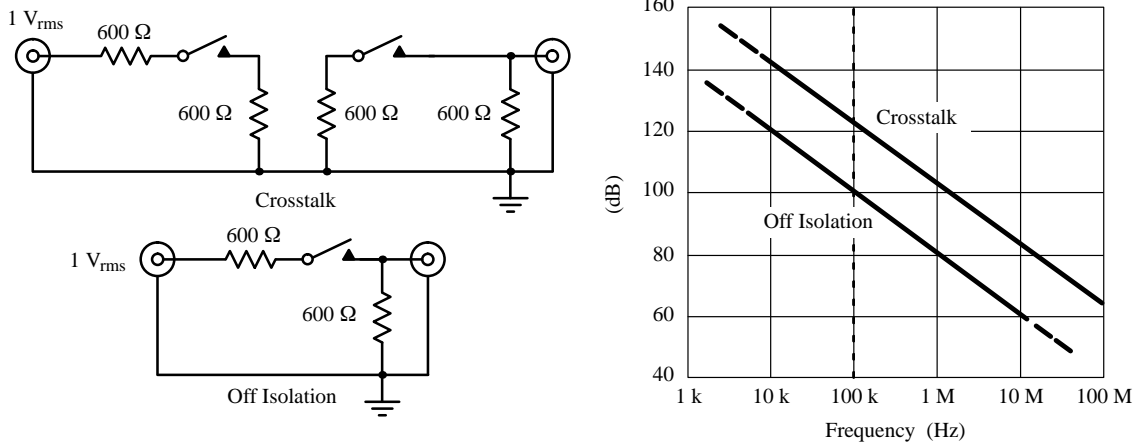 1 Vrms
600 Ω
600 Ω
600 Ω
600 Ω
Crosstalk
600 Ω
1 Vrms
600 Ω
Off Isolation
160
140
120
100
80
60
40
(dB)
Crosstalk
Off Isolation
1 k
10 k
100 k
1 M
10 M
100 M
Frequency (Hz)